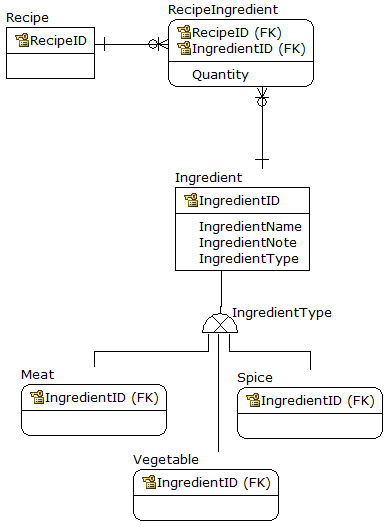 RecipeIngredient
Recipe
RecipeID
RecipeID (FK)
IngredientID (FK)
Quantity
Ingredient
IngredientID
IngredientName
IngredientNote
IngredientType
IngredientType
Meat
IngredientID (FK)
Spice
IngredientID (FK)
Vegetable
IngredientID (FK)